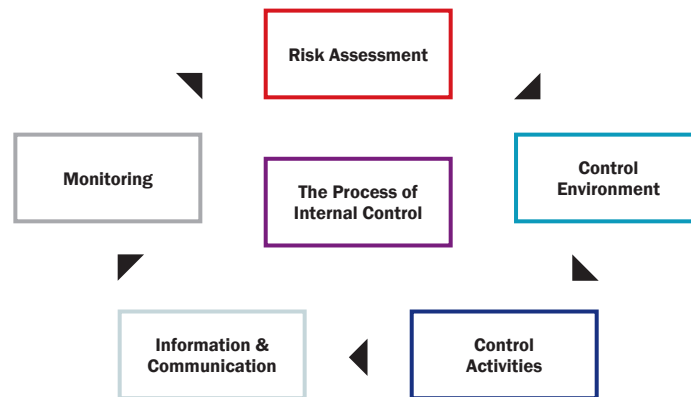 Risk Assessment
Monitoring
The Process of
Internal Control
Control
Environment
Information &
Communication
Control
Activities